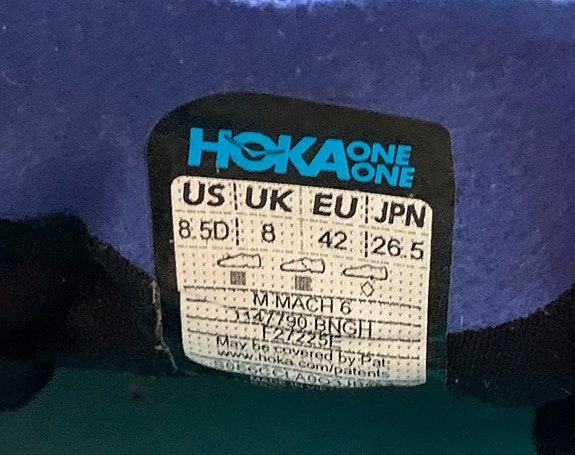 HOKA ONE ONE
US UK EU JPN
8.5D 8 42 26.5
M MACH 6
1147790 BNGH
F27225F
May be covered by Pat.
www.hoka.com/patents